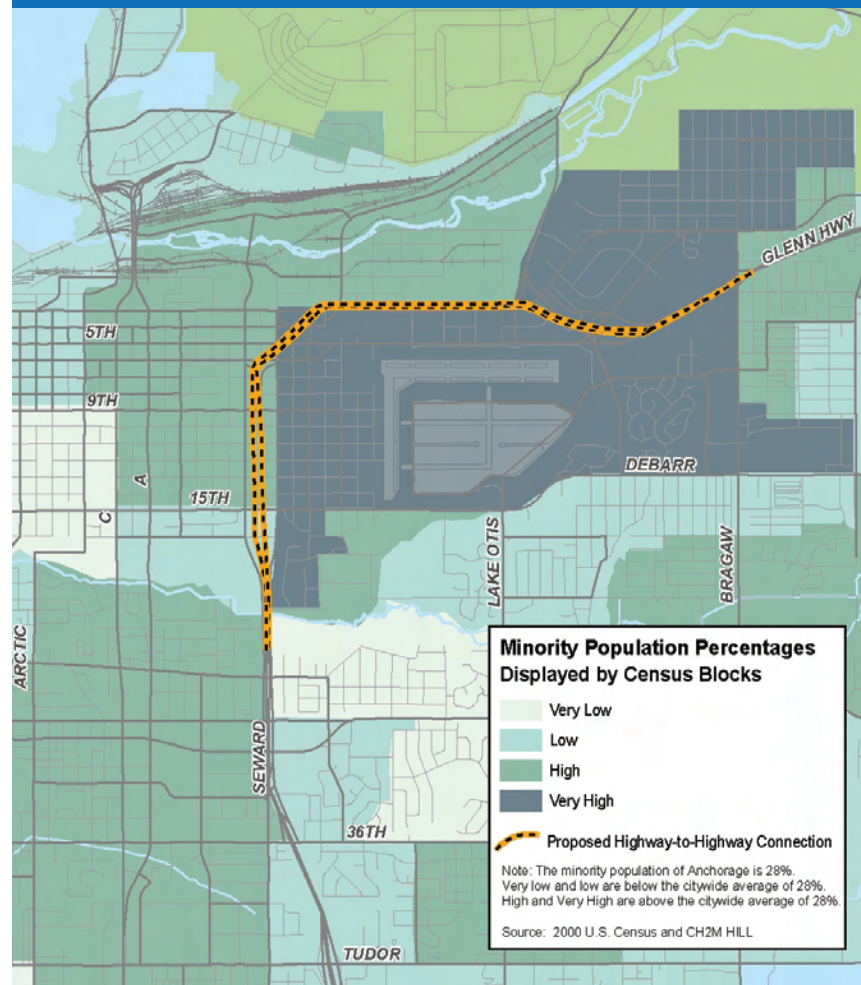 GLENN HWY
5TH
9TH
A
C
15TH
DEBARR
LAKE OTIS
BRAGAW
ARCTIC
SEWARD
36TH
TUDOR
Minority Population Percentages
Displayed by Census Blocks
Very Low
Low
High
Very High
Proposed Highway-to-Highway Connection
Note: The minority population of Anchorage is 28%.
Very low and low are below the citywide average of 28%.
High and Very High are above the citywide average of 28%.
Source: 2000 U.S. Census and CH2M HILL